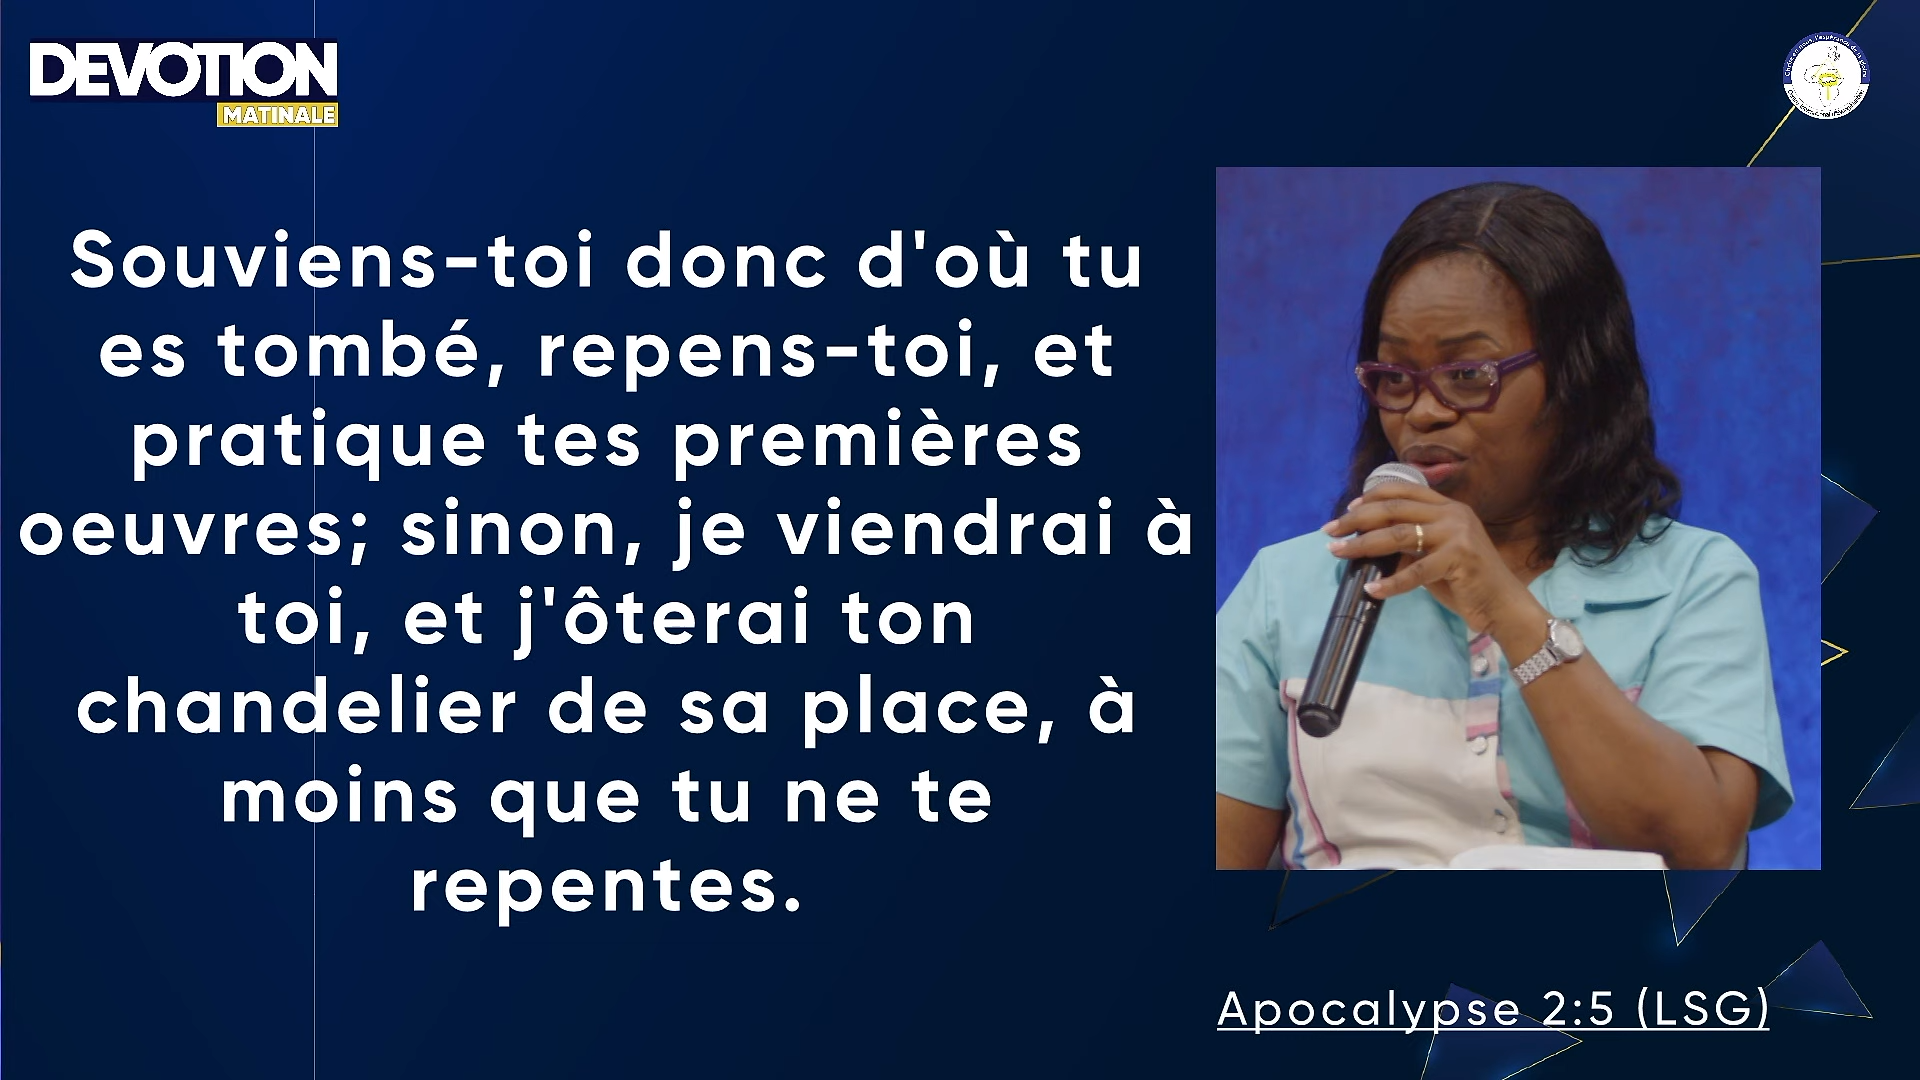 DEVOTION
MATINALE
Souviens-toi donc d'où tu
es tombé, repens-toi, et
pratique tes premières
oeuvres; sinon, je viendrai à
toi, et j'ôterai ton
chandelier de sa place, à
moins que tu ne te
repentes.
Apocalypse 2:5 (LSG)